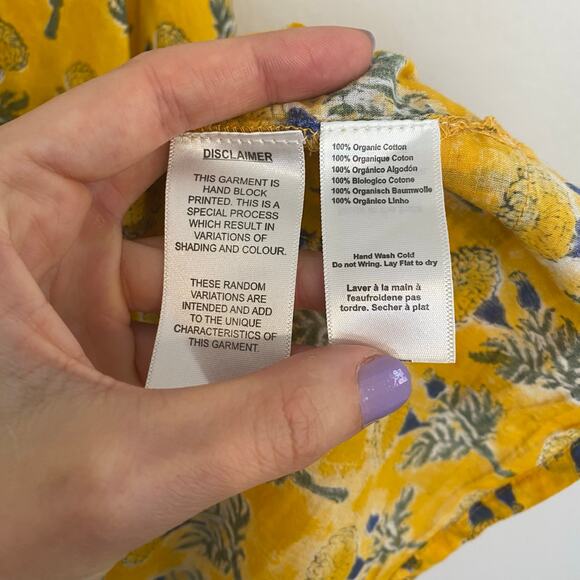 DISCLAIMER
THIS GARMENT IS
HAND BLOCK
PRINTED. THIS IS A
SPECIAL PROCESS
WHICH RESULT IN
VARIATIONS OF
SHADING AND COLOUR.
THESE RANDOM
VARIATIONS ARE
INTENDED AND ADD
TO THE UNIQUE
CHARACTERISTICS OF
THIS GARMENT.
100% Organic Cotton
100% Organique Coton
100% Orgánico Algodón
100% Biologico Cotone
100% Organisch Baumwolle
100% Orgânico Linho
Hand Wash Cold
Do not Wring. Lay Flat to dry
Laver à la main à
l'eaufroidene pas
tordre. Secher à plat